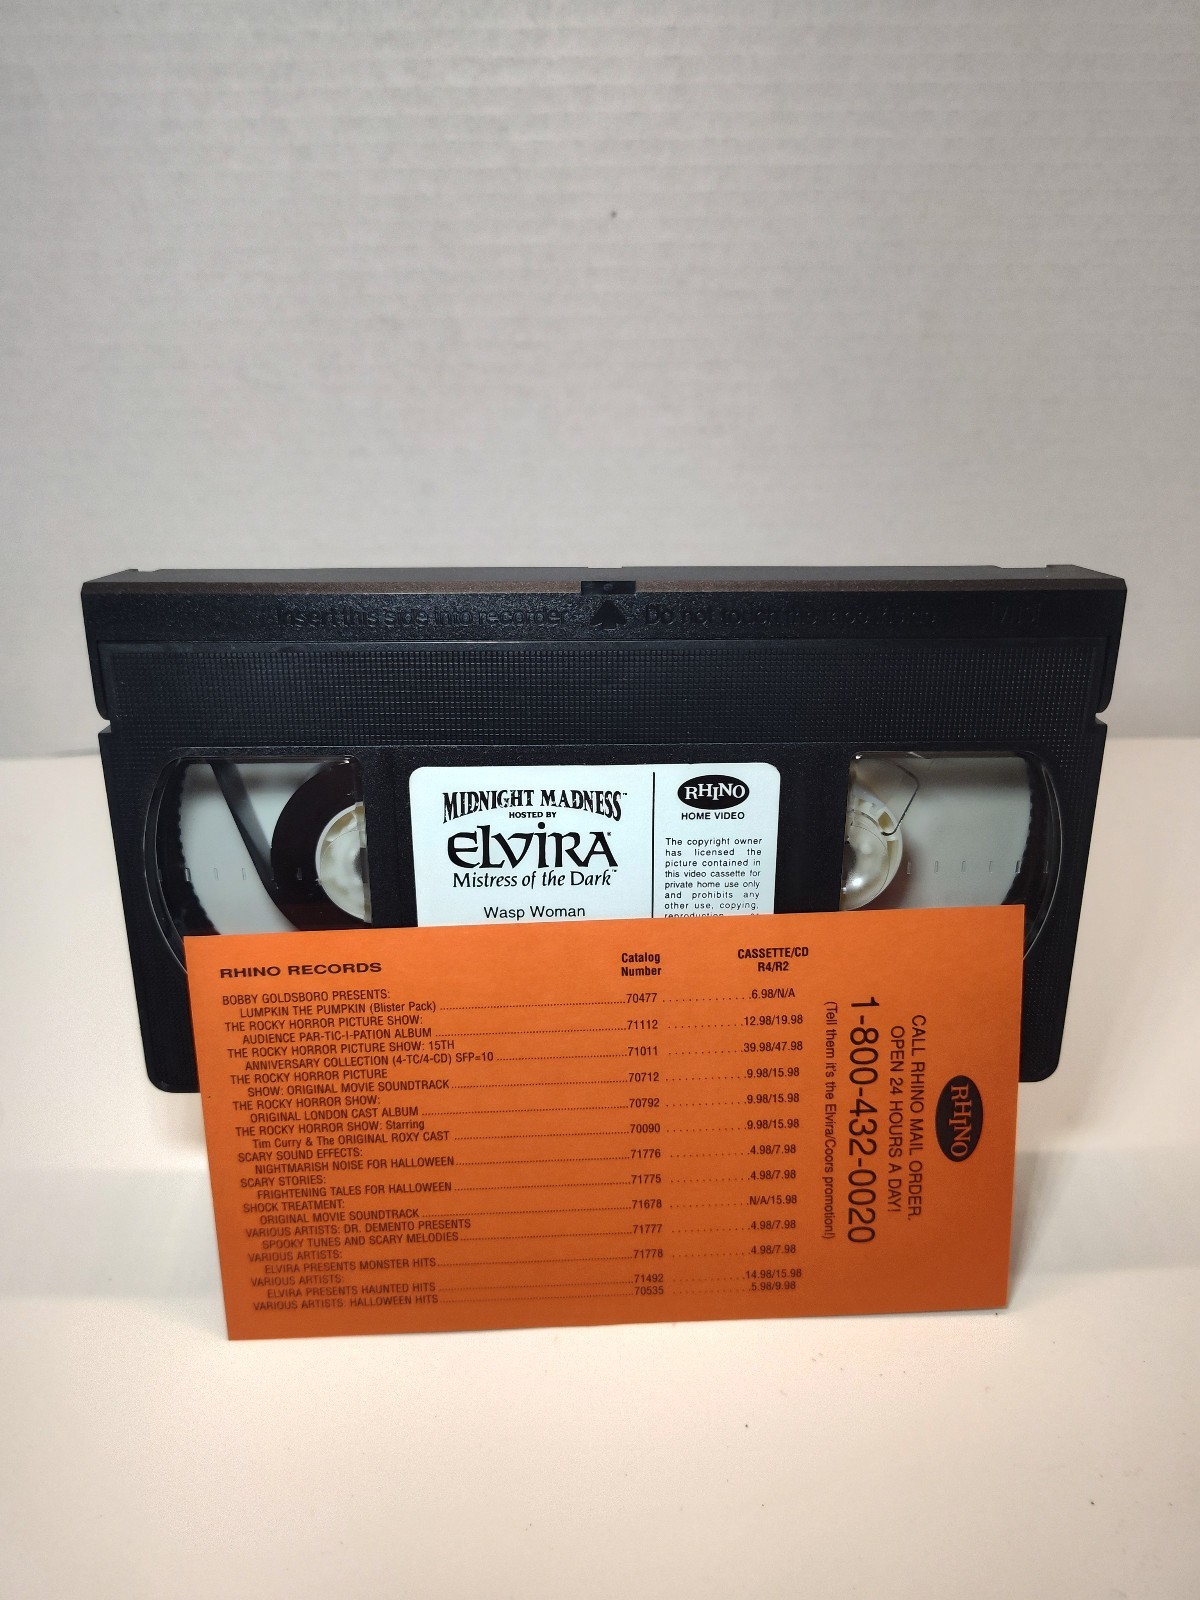 Insert this side into recorder
Do not touch the tape inside
MIDNIGHT MADNESS™
HOSTED BY
ELVIRA
Mistress of the Dark™
Wasp Woman
RHINO
HOME VIDEO
The copyright owner
has licensed the
picture contained in
this video cassette for
private home use only
and prohibits any
other use, copying,
reproduction
RHINO RECORDS
Catalog
Number
CASSETTE/CD
R4/R2
BOBBY GOLDSBORO PRESENTS:
LUMPKIN THE PUMPKIN (Blister Pack) 70477 6.98/N/A
THE ROCKY HORROR PICTURE SHOW:
AUDIENCE PAR-TIC-I-PATION ALBUM 71112 12.98/19.98
THE ROCKY HORROR PICTURE SHOW: 15TH
ANNIVERSARY COLLECTION (4-TC/4-CD) SFP=10 71011 39.98/47.98
THE ROCKY HORROR PICTURE
SHOW: ORIGINAL MOVIE SOUNDTRACK 70712 9.98/15.98
THE ROCKY HORROR SHOW:
ORIGINAL LONDON CAST ALBUM 70792 9.98/15.98
THE ROCKY HORROR SHOW: Starring
Tim Curry & The ORIGINAL ROXY CAST 70090 9.98/15.98
SCARY SOUND EFFECTS:
NIGHTMARISH NOISE FOR HALLOWEEN 71776 4.98/7.98
SCARY STORIES:
FRIGHTENING TALES FOR HALLOWEEN 71775 4.98/7.98
SHOCK TREATMENT:
ORIGINAL MOVIE SOUNDTRACK 71678 N/A/15.98
VARIOUS ARTISTS: DR. DEMENTO PRESENTS
SPOOKY TUNES AND SCARY MELODIES 71777 4.98/7.98
VARIOUS ARTISTS:
ELVIRA PRESENTS MONSTER HITS 71778 4.98/7.98
VARIOUS ARTISTS:
ELVIRA PRESENTS HAUNTED HITS 71492 14.98/15.98
VARIOUS ARTISTS: HALLOWEEN HITS 70535 5.98/9.98
RHINO
CALL RHINO MAIL ORDER.
OPEN 24 HOURS A DAY!
1-800-432-0020
(Tell them it's the Elvira/Coors promotion!)